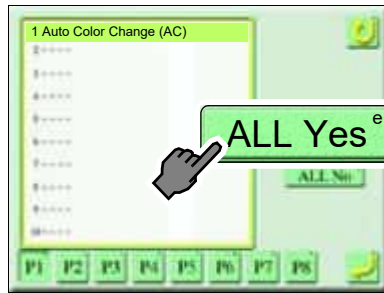 1 Auto Color Change (AC)
2-----
3-----
4-----
5-----
6-----
7-----
8-----
9-----
10-----
ALL Yes e
ALL No
P1 P2 P3 P4 P5 P6 P7 P8